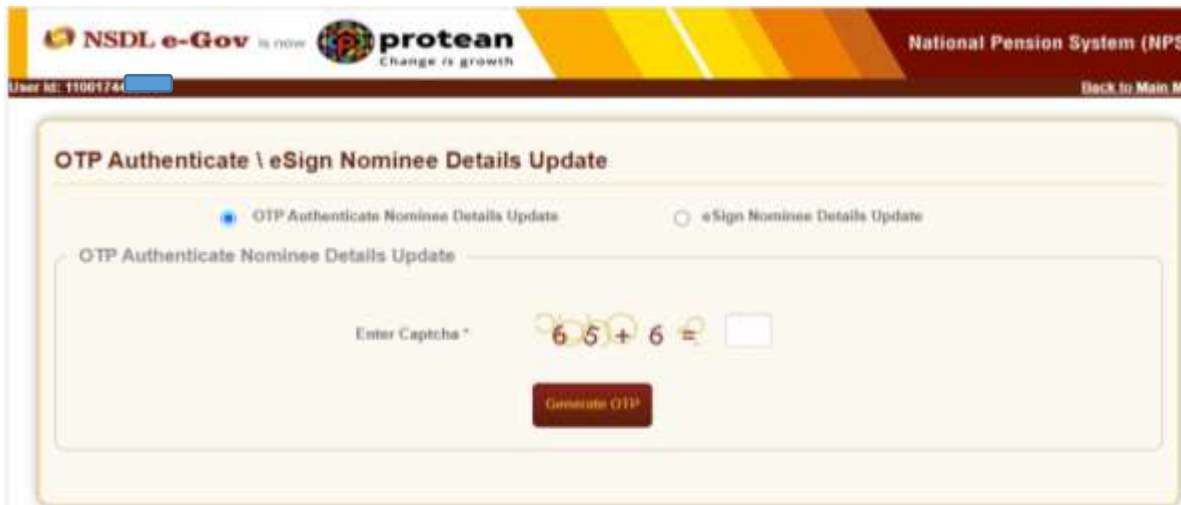 NSDL e-Gov is now protean
Change is growth
National Pension System (NPS
User Id: 11001744
Back to Main M
OTP Authenticate \ eSign Nominee Details Update
OTP Authenticate Nominee Details Update
eSign Nominee Details Update
OTP Authenticate Nominee Details Update
Enter Captcha * 6 5 + 6 =
Generate OTP